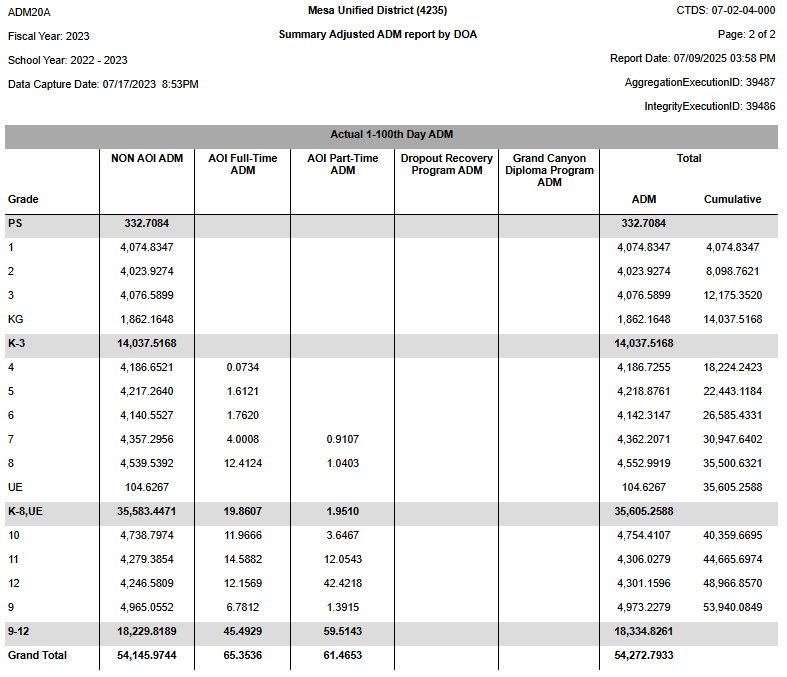 ADM20A Mesa Unified District (4235) CTDS: 07-02-04-000
Fiscal Year: 2023 Summary Adjusted ADM report by DOA Page: 2 of 2
School Year: 2022 - 2023 Report Date: 07/09/2025 03:58 PM
Data Capture Date: 07/17/2023 8:53PM AggregationExecutionID: 39487
IntegrityExecutionID: 39486
Actual 1-100th Day ADM
NON AOI ADM AOI Full-Time AOI Part-Time Dropout Recovery Grand Canyon Total
ADM ADM Program ADM Diploma Program
ADM
Grade ADM Cumulative
PS 332.7084 332.7084
1 4,074.8347 4,074.8347 4,074.8347
2 4,023.9274 4,023.9274 8,098.7621
3 4,076.5899 4,076.5899 12,175.3520
KG 1,862.1648 1,862.1648 14,037.5168
K-3 14,037.5168 14,037.5168
4 4,186.6521 0.0734 4,186.7255 18,224.2423
5 4,217.2640 1.6121 4,218.8761 22,443.1184
6 4,140.5527 1.7620 4,142.3147 26,585.4331
7 4,357.2956 4.0008 0.9107 4,362.2071 30,947.6402
8 4,539.5392 12.4124 1.0403 4,552.9919 35,500.6321
UE 104.6267 104.6267 35,605.2588
K-8,UE 35,583.4471 19.8607 1.9510 35,605.2588
10 4,738.7974 11.9666 3.6467 4,754.4107 40,359.6695
11 4,279.3854 14.5882 12.0543 4,306.0279 44,665.6974
12 4,246.5809 12.1569 42.4218 4,301.1596 48,966.8570
9 4,965.0552 6.7812 1.3915 4,973.2279 53,940.0849
9-12 18,229.8189 45.4929 59.5143 18,334.8261
Grand Total 54,145.9744 65.3536 61.4653 54,272.7933